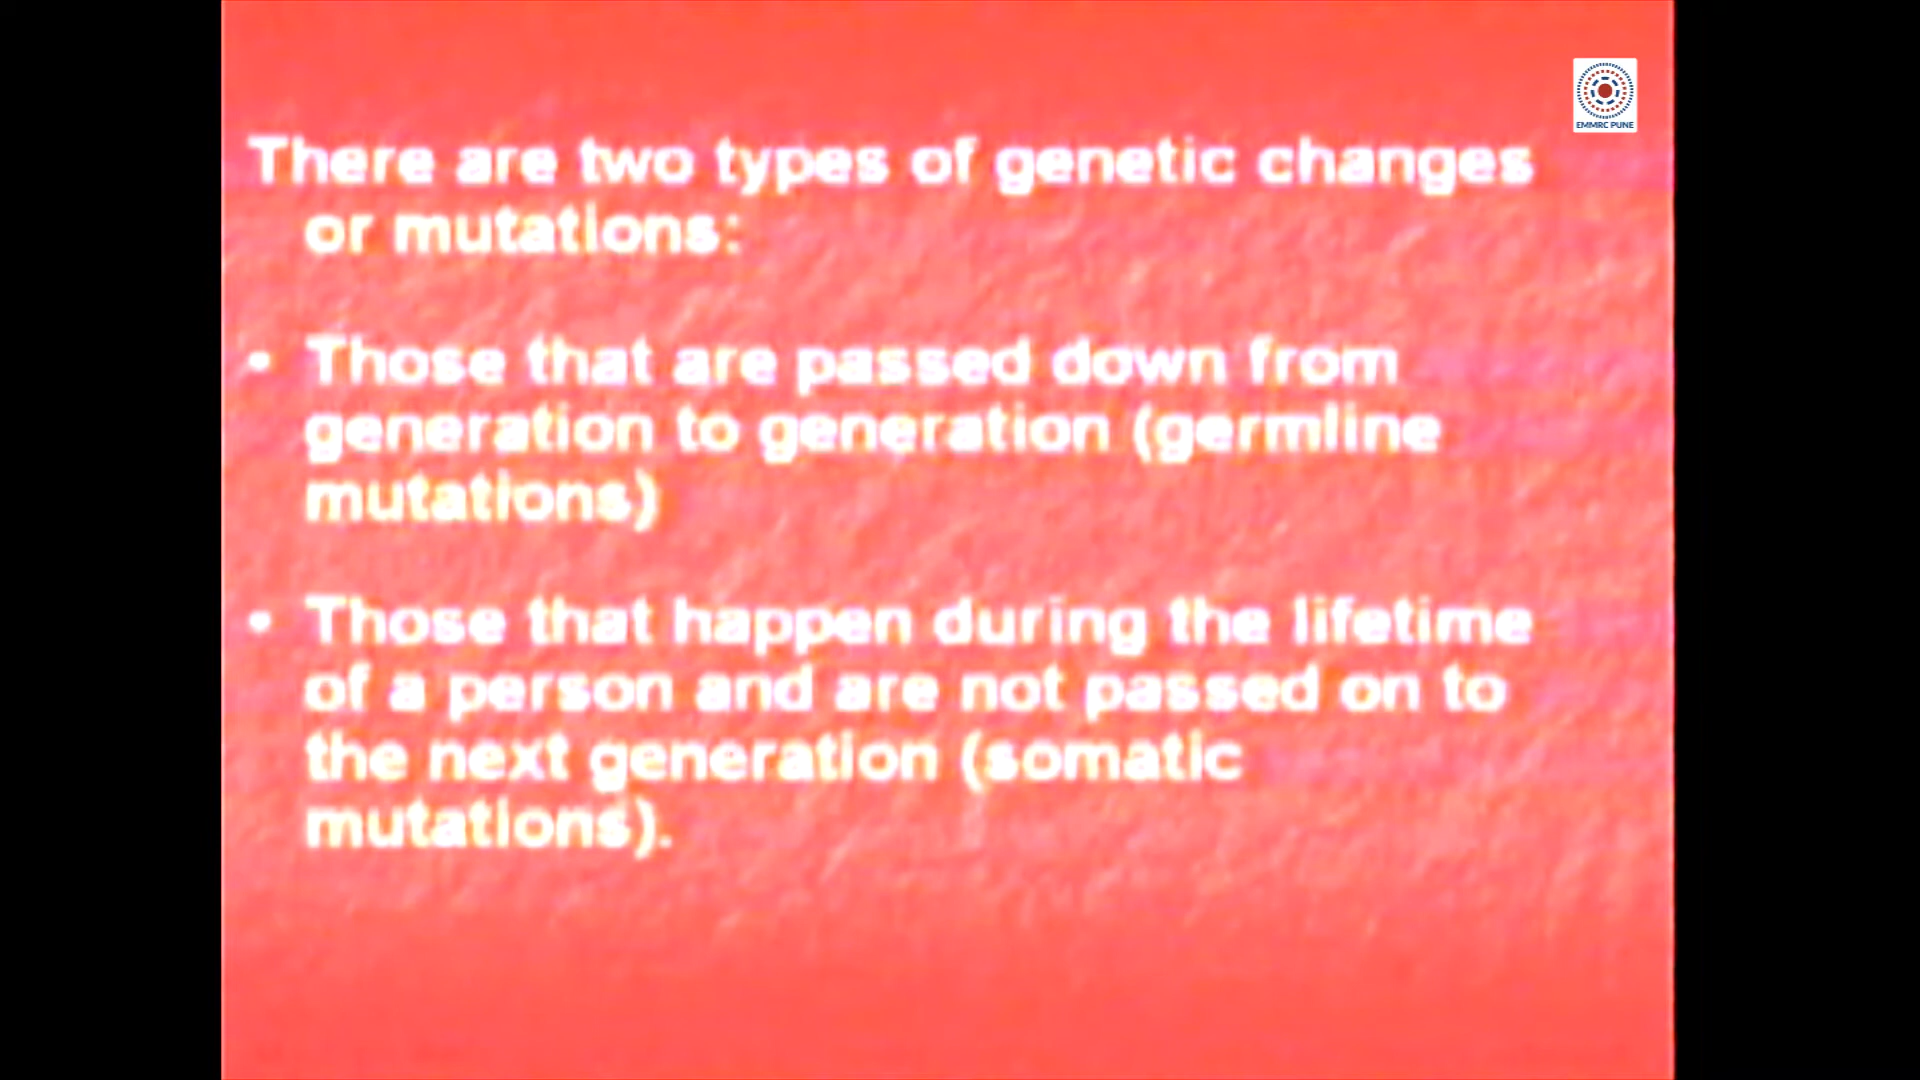 EMMRC PUNE
There are two types of genetic changes
or mutations:
• Those that are passed down from
generation to generation (germline
mutations)
• Those that happen during the lifetime
of a person and are not passed on to
the next generation (somatic
mutations).